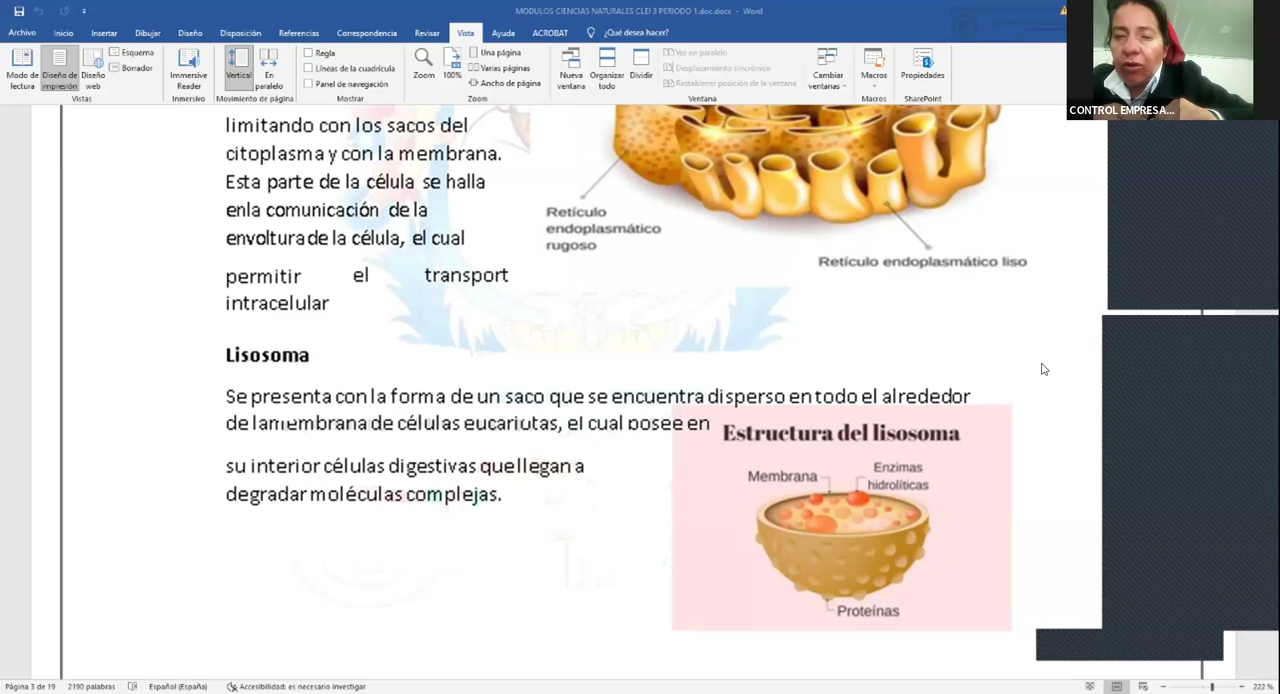 MODULOS CIENCIAS NATURALES CLEI 3 PERIODO 1.doc.docx - Word
Archivo Inicio Insertar Dibujar Diseño Disposición Referencias Correspondencia Revisar Vista Ayuda ACROBAT ¿Qué desea hacer?
Modo de lectura
Diseño de impresión
Diseño web
Esquema
Borrador
Vistas
Immersive Reader
Inmersivo
Vertical
En paralelo
Movimiento de página
Regla
Líneas de la cuadrícula
Panel de navegación
Mostrar
Zoom
100%
Una página
Varias páginas
Ancho de página
Zoom
Nueva ventana
Organizar todo
Dividir
Ver en paralelo
Desplazamiento sincrónico
Restablecer posición de la ventana
Ventana
Cambiar ventanas
Macros
Macros
Propiedades
SharePoint
CONTROL EMPRESA...
limitando con los sacos del
citoplasma y con la membrana.
Esta parte de la célula se halla
enla comunicación de la
envoltura de la célula, el cual
permitir el transport
intracelular
Retículo
endoplasmático
rugoso
Retículo endoplasmático liso
Lisosoma
Se presenta con la forma de un saco que se encuentra disperso en todo el alrededor
de la membrana de células eucariotas, el cual posee en
su interior células digestivas que llegan a
degradar moléculas complejas.
Estructura del lisosoma
Membrana
Enzimas
hidrolíticas
Proteínas
Página 3 de 19 2190 palabras Español (España) Accesibilidad: es necesario investigar 222 %